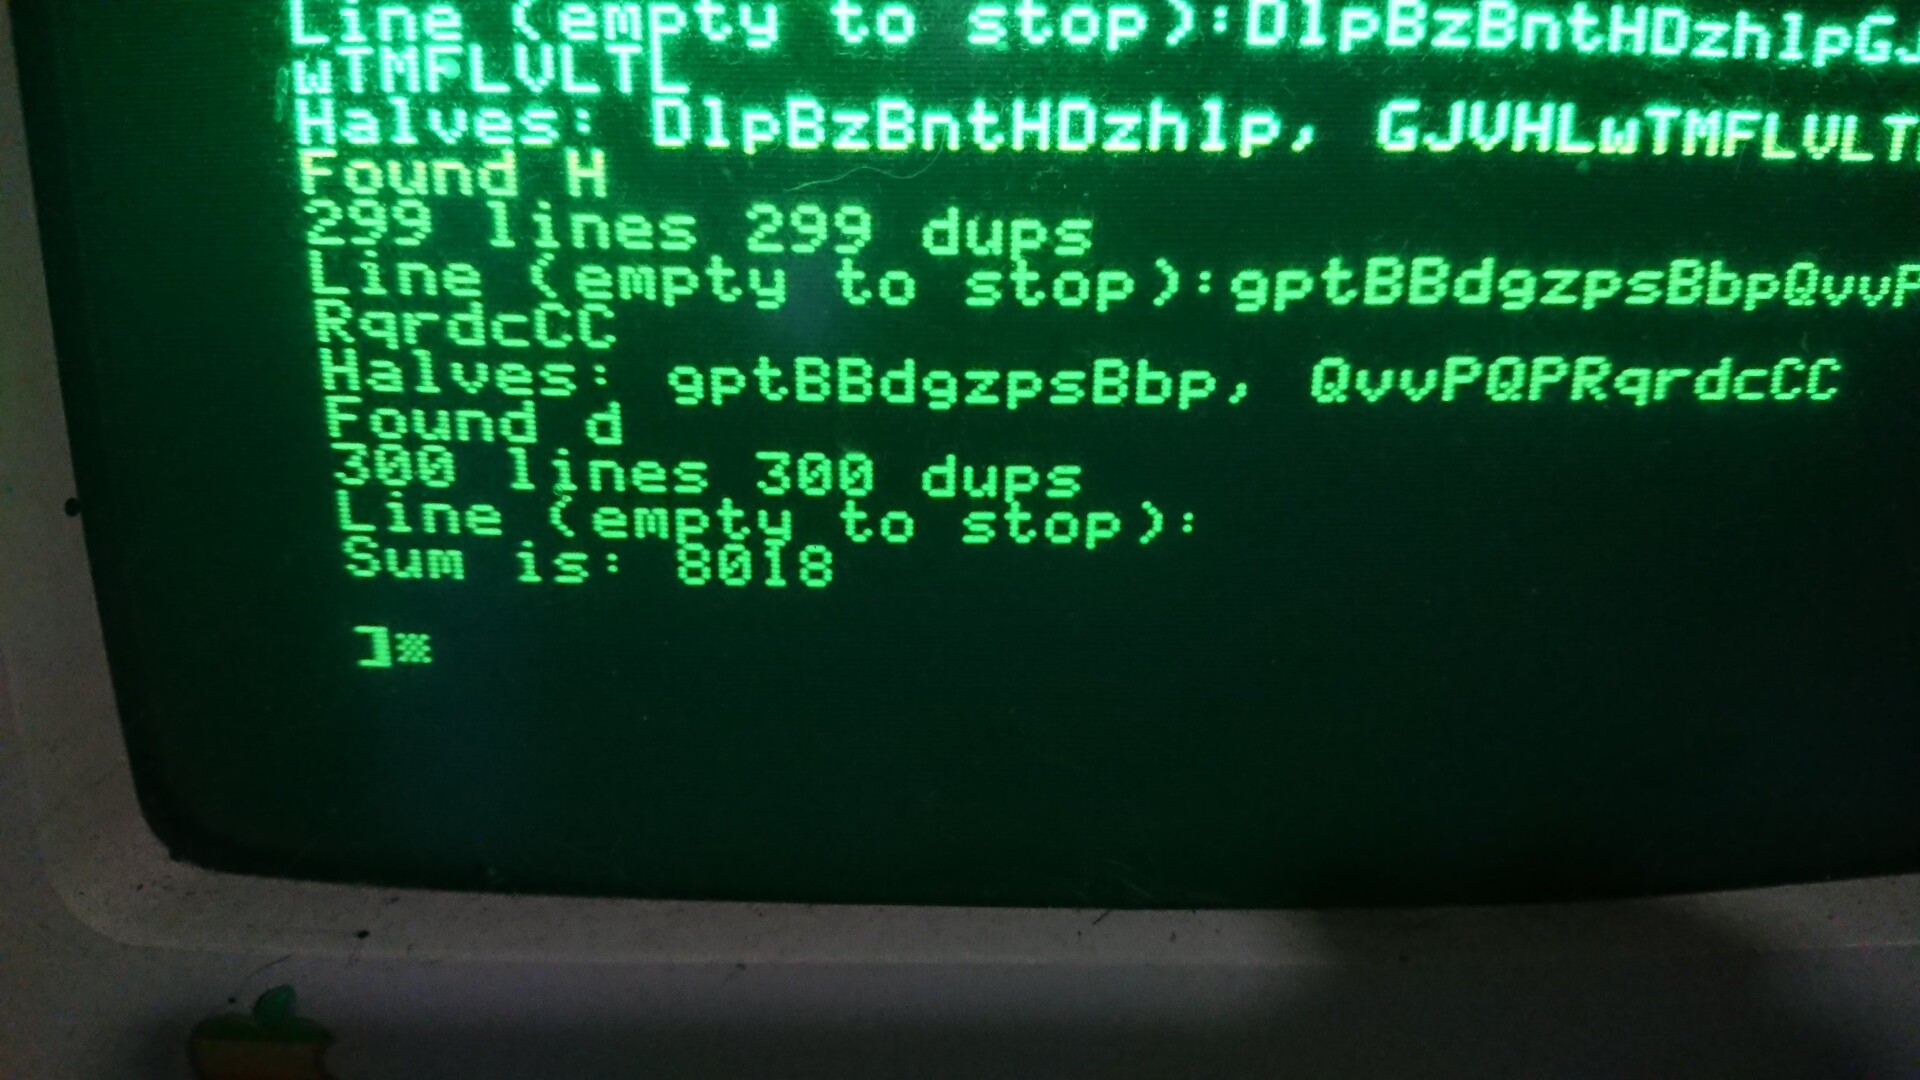 Line (empty to stop):DlpBzBntHDzhlpGJ
wTMFLVLTL
Halves: DlpBzBntHDzhlp, GJVHLwTMFLVLT
Found H
299 lines 299 dups
Line (empty to stop):gptBBdgzpsBbpQvvP
RqrdcCC
Halves: gptBBdgzpsBbp, QvvPQPRqrdcCC
Found d
300 lines 300 dups
Line (empty to stop):
Sum is: 8018
]